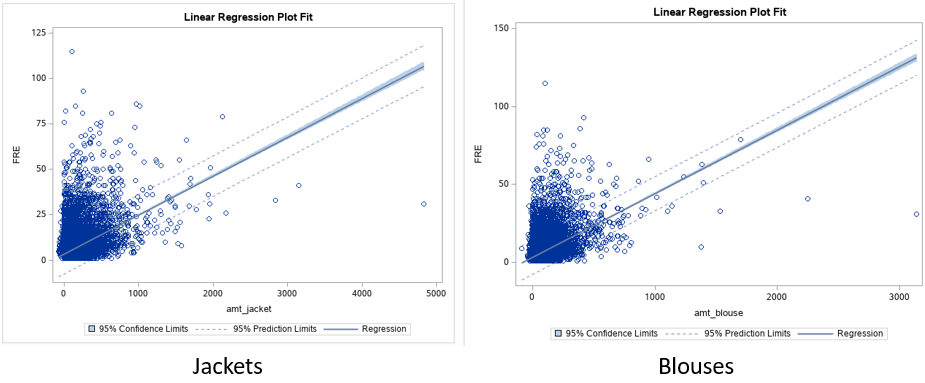 Linear Regression Plot Fit
125
100
75
50
25
0
FRE
0 1000 2000 3000 4000 5000
amt_jacket
95% Confidence Limits 95% Prediction Limits Regression
Jackets
Linear Regression Plot Fit
150
100
50
0
FRE
0 1000 2000 3000
amt_blouse
95% Confidence Limits 95% Prediction Limits Regression
Blouses